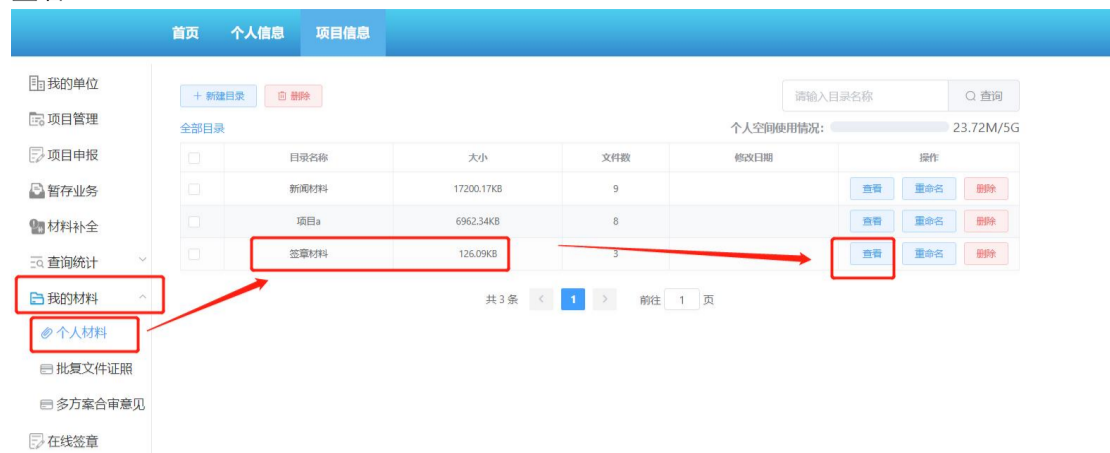 首页 个人信息 项目信息
我的单位
项目管理
项目申报
暂存业务
材料补全
查询统计
我的材料
个人材料
批复文件证照
多方案合审意见
在线签章
+ 新建目录 删除 请输入目录名称 查询
全部目录 个人空间使用情况： 23.72M/5G
目录名称 大小 文件数 修改日期 操作
新闻材料 17200.17KB 9 查看 重命名 删除
项目a 6962.34KB 8 查看 重命名 删除
签章材料 126.09KB 3 查看 重命名 删除
共 3 条 < 1 > 前往 1 页